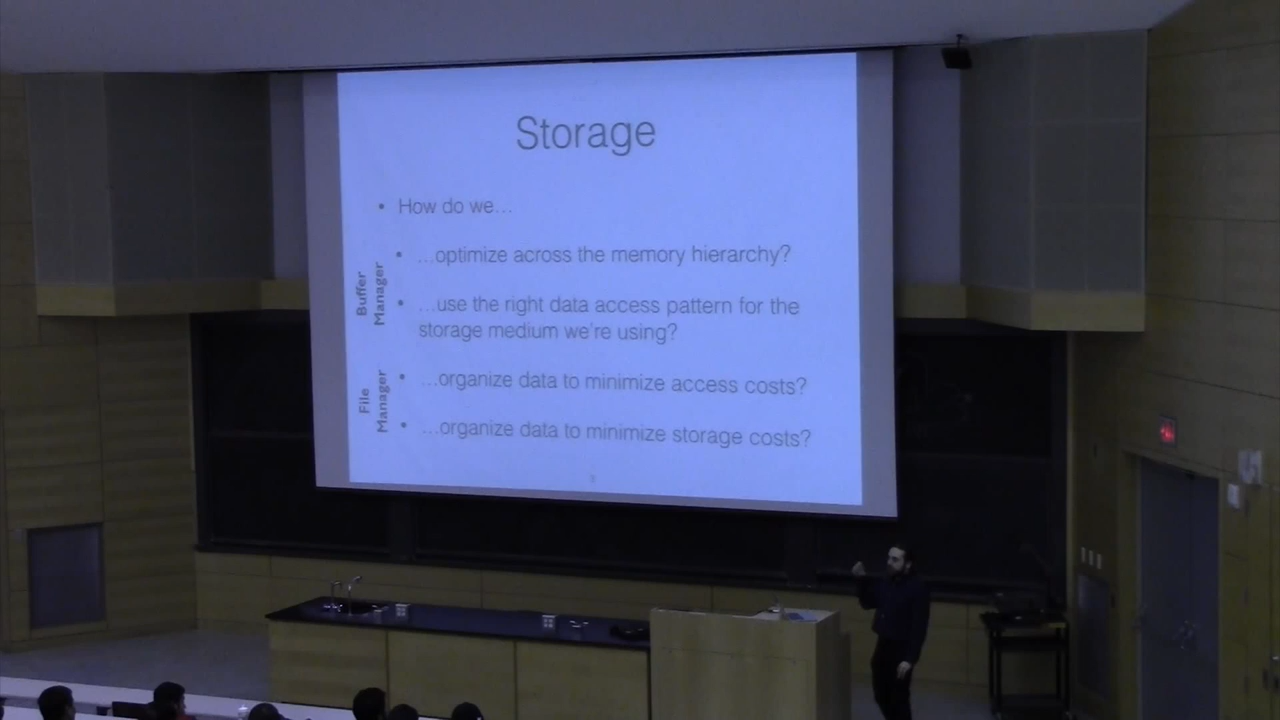 Storage
• How do we…
Buffer
Manager
• …optimize across the memory hierarchy?
• …use the right data access pattern for the
storage medium we're using?
File
Manager
• …organize data to minimize access costs?
• …organize data to minimize storage costs?